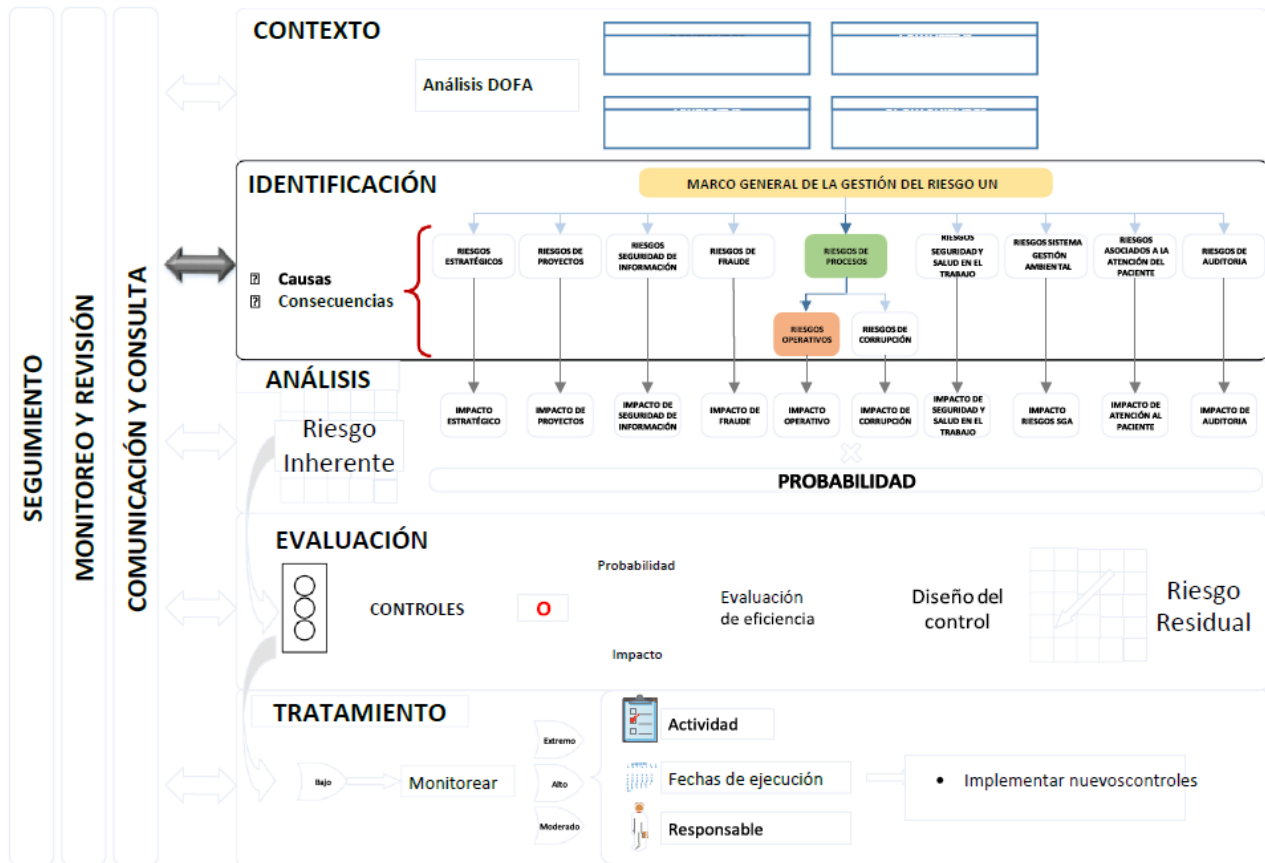 SEGUIMIENTO
MONITOREO Y REVISIÓN
COMUNICACIÓN Y CONSULTA
CONTEXTO
Análisis DOFA
IDENTIFICACIÓN
MARCO GENERAL DE LA GESTIÓN DEL RIESGO UN
Causas
Consecuencias
RIESGOS
ESTRATÉGICOS
RIESGOS DE
PROYECTOS
RIESGOS
SEGURIDAD DE
INFORMACIÓN
RIESGOS DE
FRAUDE
RIESGOS DE
PROCESOS
RIESGOS
SEGURIDAD Y
SALUD EN EL
TRABAJO
RIESGOS SISTEMA
GESTIÓN
AMBIENTAL
RIESGOS
ASOCIADOS A LA
ATENCIÓN DEL
PACIENTE
RIESGOS DE
AUDITORIA
RIESGOS
OPERATIVOS
RIESGOS DE
CORRUPCIÓN
ANÁLISIS
Riesgo
Inherente
IMPACTO
ESTRATÉGICO
IMPACTO DE
PROYECTOS
IMPACTO DE
SEGURIDAD DE
INFORMACIÓN
IMPACTO DE
FRAUDE
IMPACTO
OPERATIVO
IMPACTO DE
CORRUPCIÓN
IMPACTO DE
SEGURIDAD Y
SALUD EN EL
TRABAJO
IMPACTO
RIESGOS SGA
IMPACTO DE
ATENCIÓN AL
PACIENTE
IMPACTO DE
AUDITORIA
PROBABILIDAD
EVALUACIÓN
CONTROLES
O
Probabilidad
Impacto
Evaluación
de eficiencia
Diseño del
control
Riesgo
Residual
TRATAMIENTO
Bajo
Monitorear
Extremo
Alto
Moderado
Actividad
Fechas de ejecución
Responsable
• Implementar nuevoscontroles